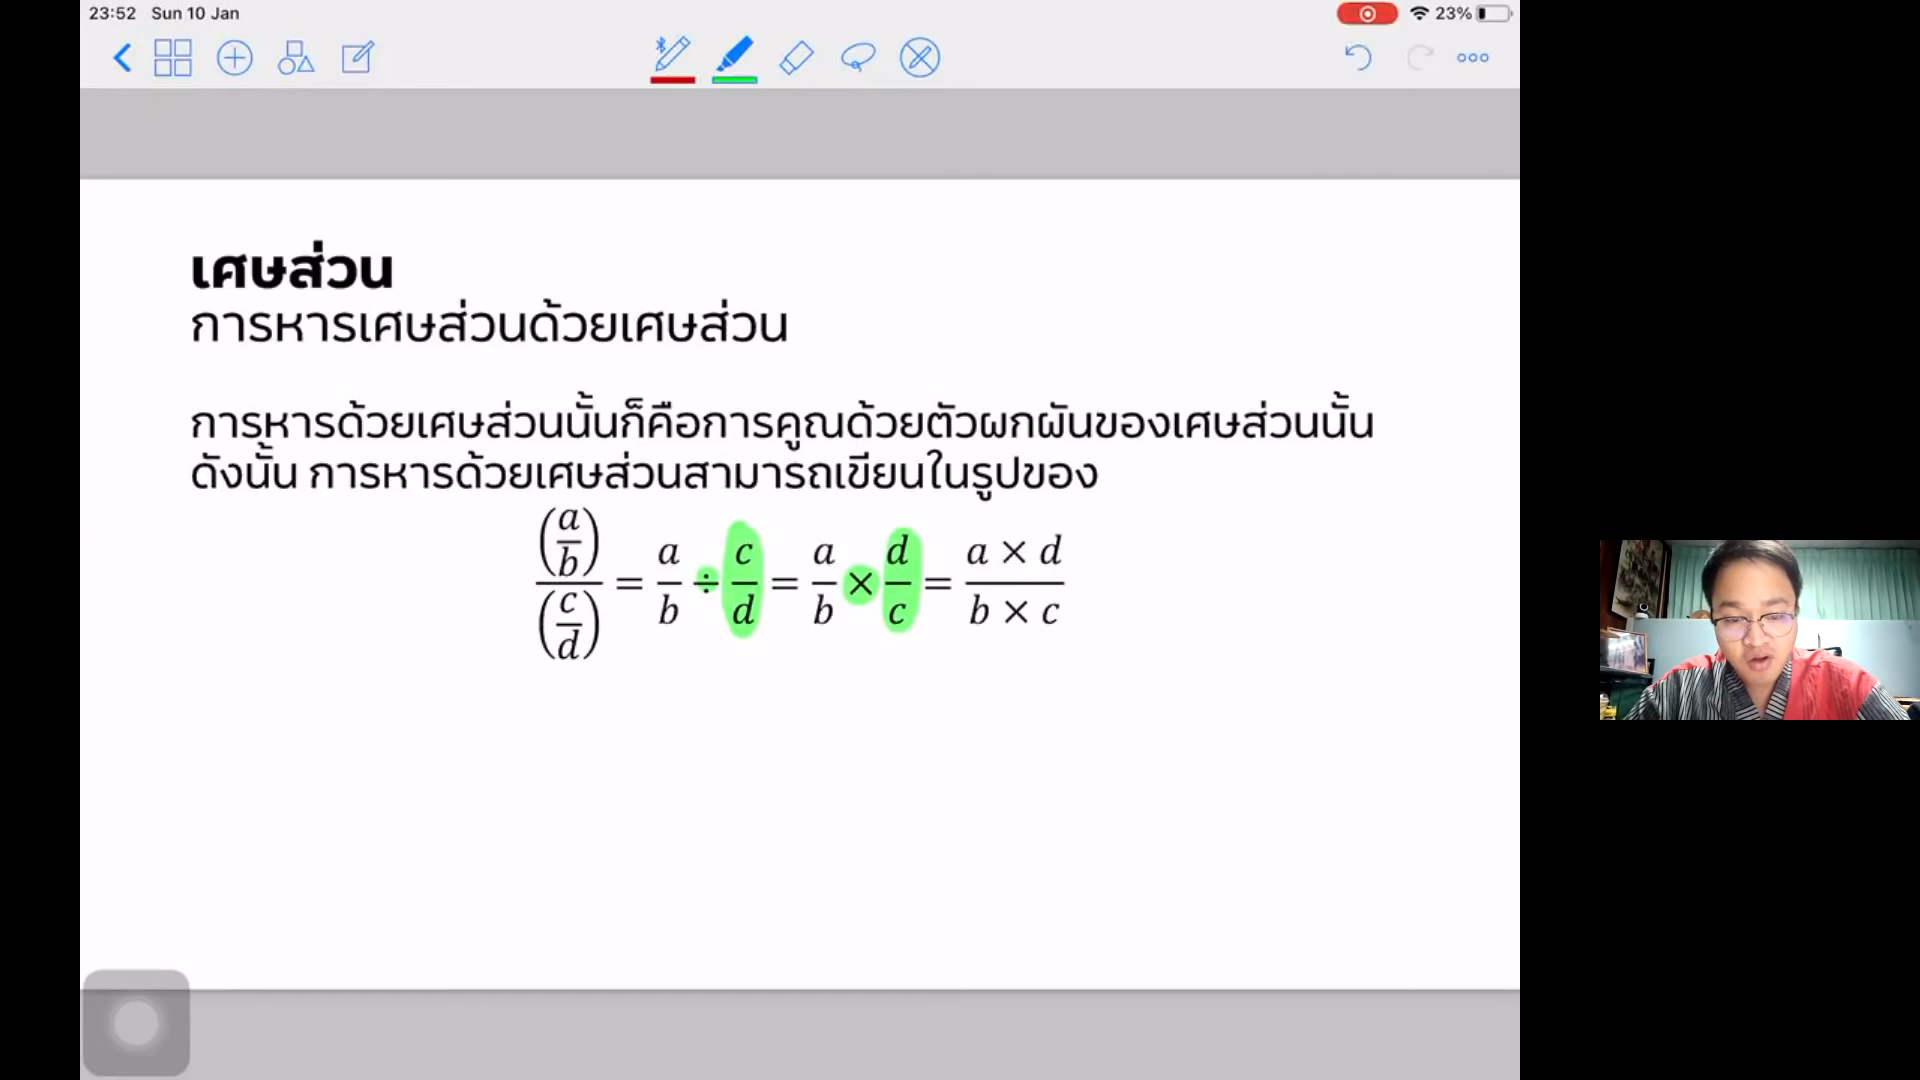 23:52 Sun 10 Jan
23%
เศษส่วน
การหารเศษส่วนด้วยเศษส่วน
การหารด้วยเศษส่วนนั้นก็คือการคูณด้วยตัวผกผันของเศษส่วนนั้น
ดังนั้น การหารด้วยเศษส่วนสามารถเขียนในรูปของ
(a/b)/(c/d) = a/b ÷ c/d = a/b × d/c = (a × d)/(b × c)